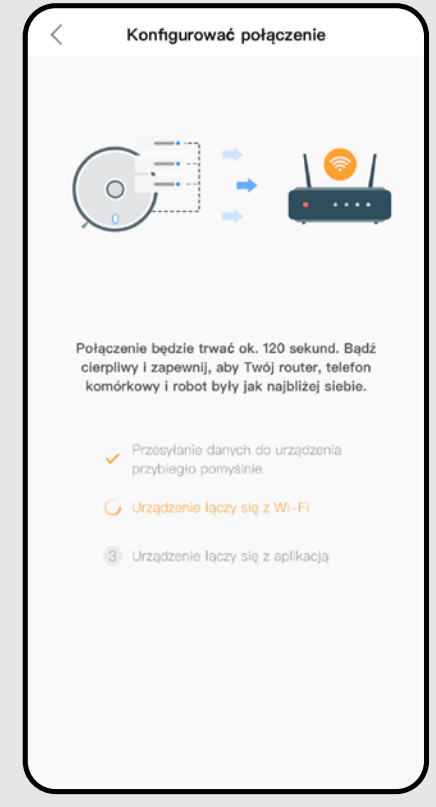 Konfigurować połączenie
Połączenie będzie trwać ok. 120 sekund. Bądź
cierpliwy i zapewnij, aby Twój router, telefon
komórkowy i robot były jak najbliżej siebie.
Przesyłanie danych do urządzenia
przybiegło pomyślnie.
Urządzenie łączy się z Wi-Fi
3 Urządzenie łączy się z aplikacją